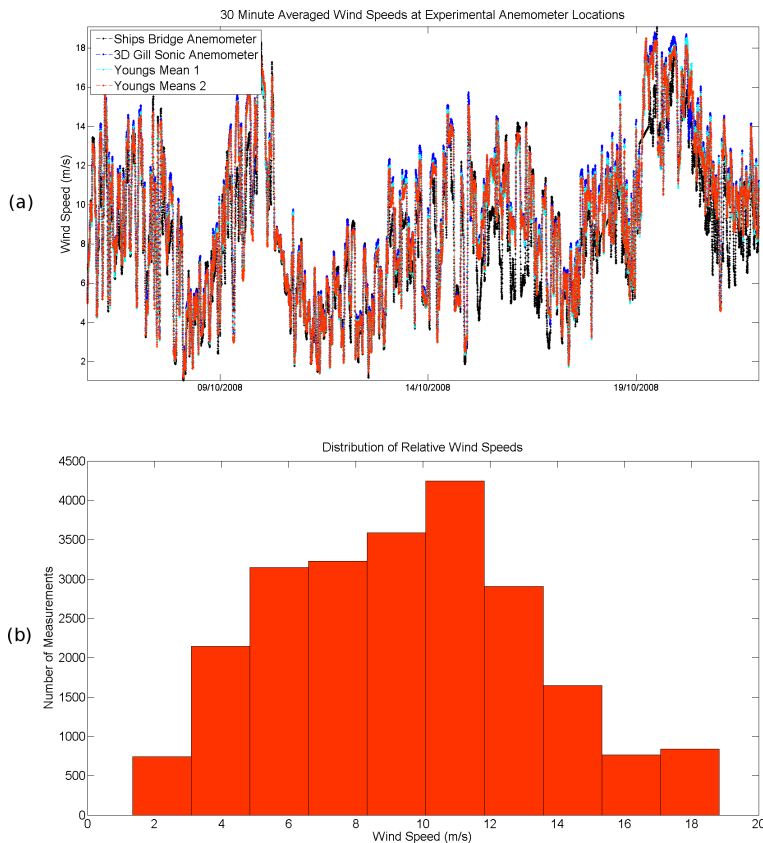 30 Minute Averaged Wind Speeds at Experimental Anemometer Locations
Ships Bridge Anemometer
3D Gill Sonic Anemometer
Youngs Mean 1
Youngs Means 2
18
16
14
12
10
8
6
4
2
Wind Speed (m/s)
(a)
09/10/2008 14/10/2008 19/10/2008
Distribution of Relative Wind Speeds
4500
4000
3500
3000
2500
2000
1500
1000
500
0
Number of Measurements
(b)
0 2 4 6 8 10 12 14 16 18 20
Wind Speed (m/s)